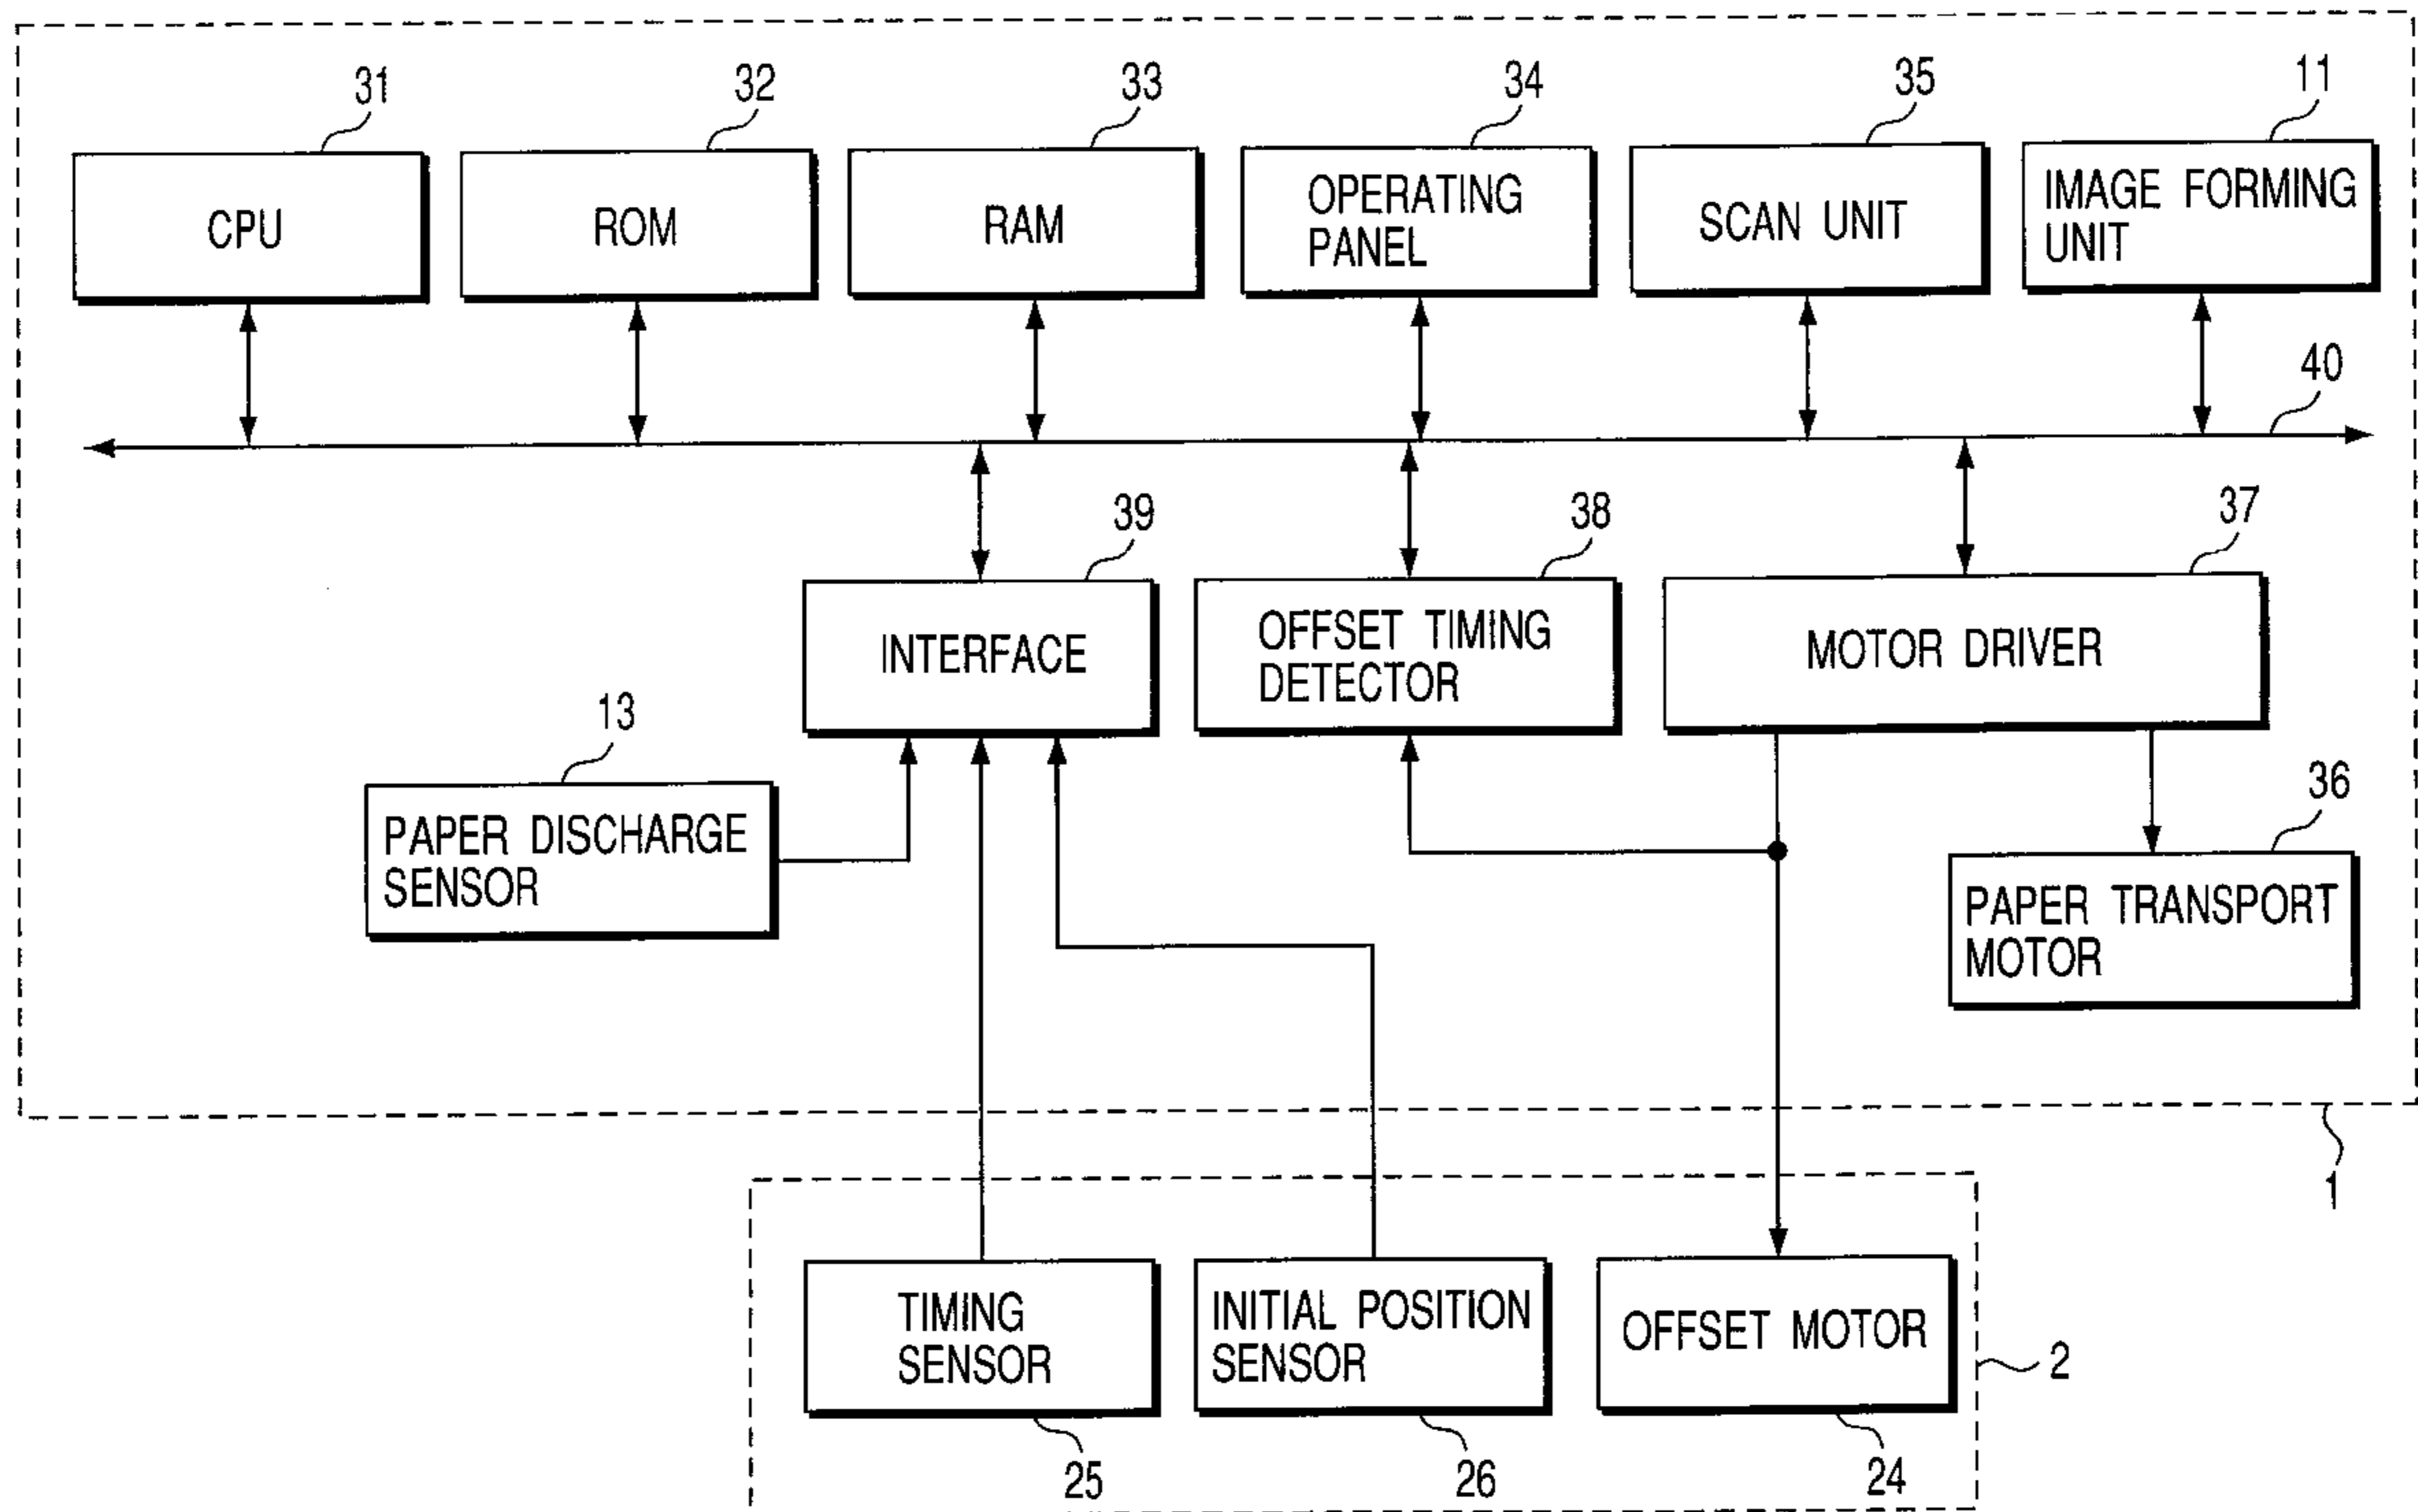 31
32
33
34
35
11
CPU
ROM
RAM
OPERATING
PANEL
SCAN UNIT
IMAGE FORMING
UNIT
40
39
38
37
INTERFACE
OFFSET TIMING
DETECTOR
MOTOR DRIVER
13
PAPER DISCHARGE
SENSOR
36
PAPER TRANSPORT
MOTOR
1
TIMING
SENSOR
INITIAL POSITION
SENSOR
OFFSET MOTOR
2
25
26
24